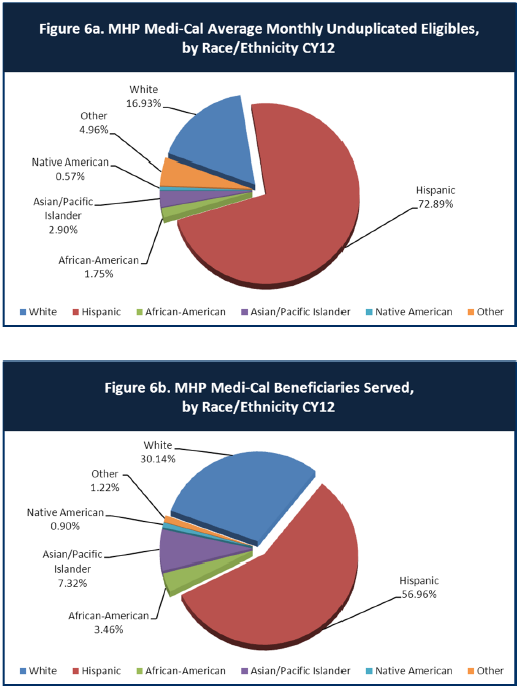 Figure 6a. MHP Medi-Cal Average Monthly Unduplicated Eligibles,
by Race/Ethnicity CY12
White
16.93%
Other
4.96%
Native American
0.57%
Asian/Pacific
Islander
2.90%
African-American
1.75%
Hispanic
72.89%
White Hispanic African-American Asian/Pacific Islander Native American Other
Figure 6b. MHP Medi-Cal Beneficiaries Served,
by Race/Ethnicity CY12
White
30.14%
Other
1.22%
Native American
0.90%
Asian/Pacific
Islander
7.32%
African-American
3.46%
Hispanic
56.96%
White Hispanic African-American Asian/Pacific Islander Native American Other